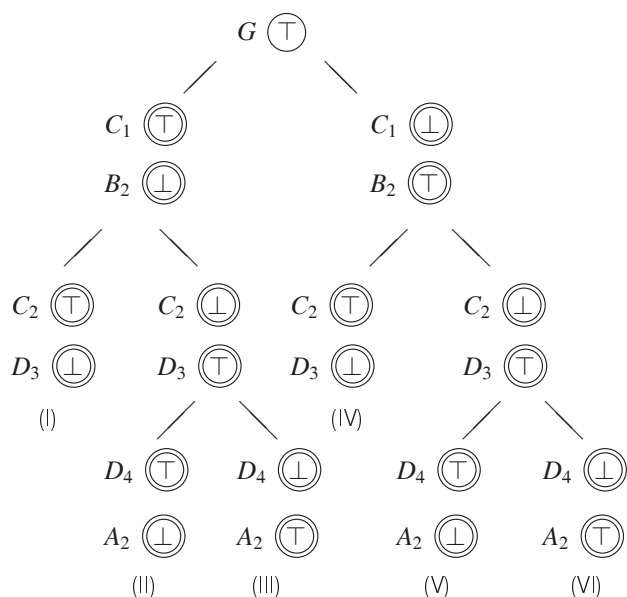 G ⊤
C₁ ⊤ C₁ ⊥
B₂ ⊥ B₂ ⊤
C₂ ⊤ C₂ ⊥ C₂ ⊤ C₂ ⊥
D₃ ⊥ D₃ ⊤ D₃ ⊥ D₃ ⊤
(I) (IV)
D₄ ⊤ D₄ ⊥ D₄ ⊤ D₄ ⊥
A₂ ⊥ A₂ ⊤ A₂ ⊥ A₂ ⊤
(II) (III) (V) (VI)